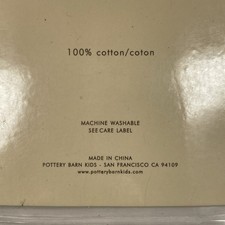 100% cotton/coton
MACHINE WASHABLE
SEE CARE LABEL
MADE IN CHINA
POTTERY BARN KIDS - SAN FRANCISCO CA 94109
www.potterybarnkids.com